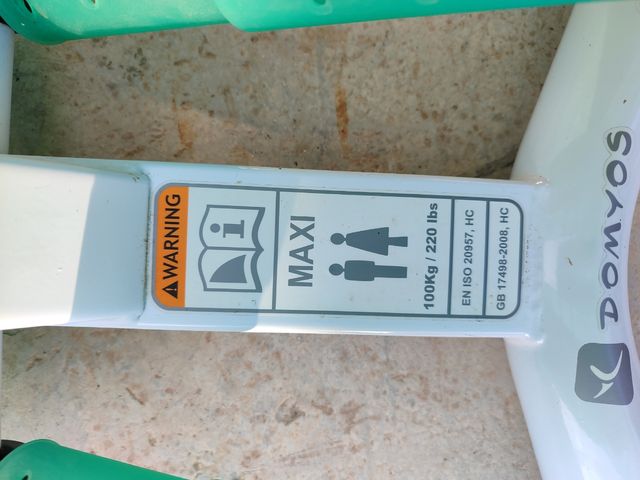 WARNING
MAXI
100Kg / 220 lbs
EN ISO 20957, HC
GB 17498-2008, HC
DOMYOS